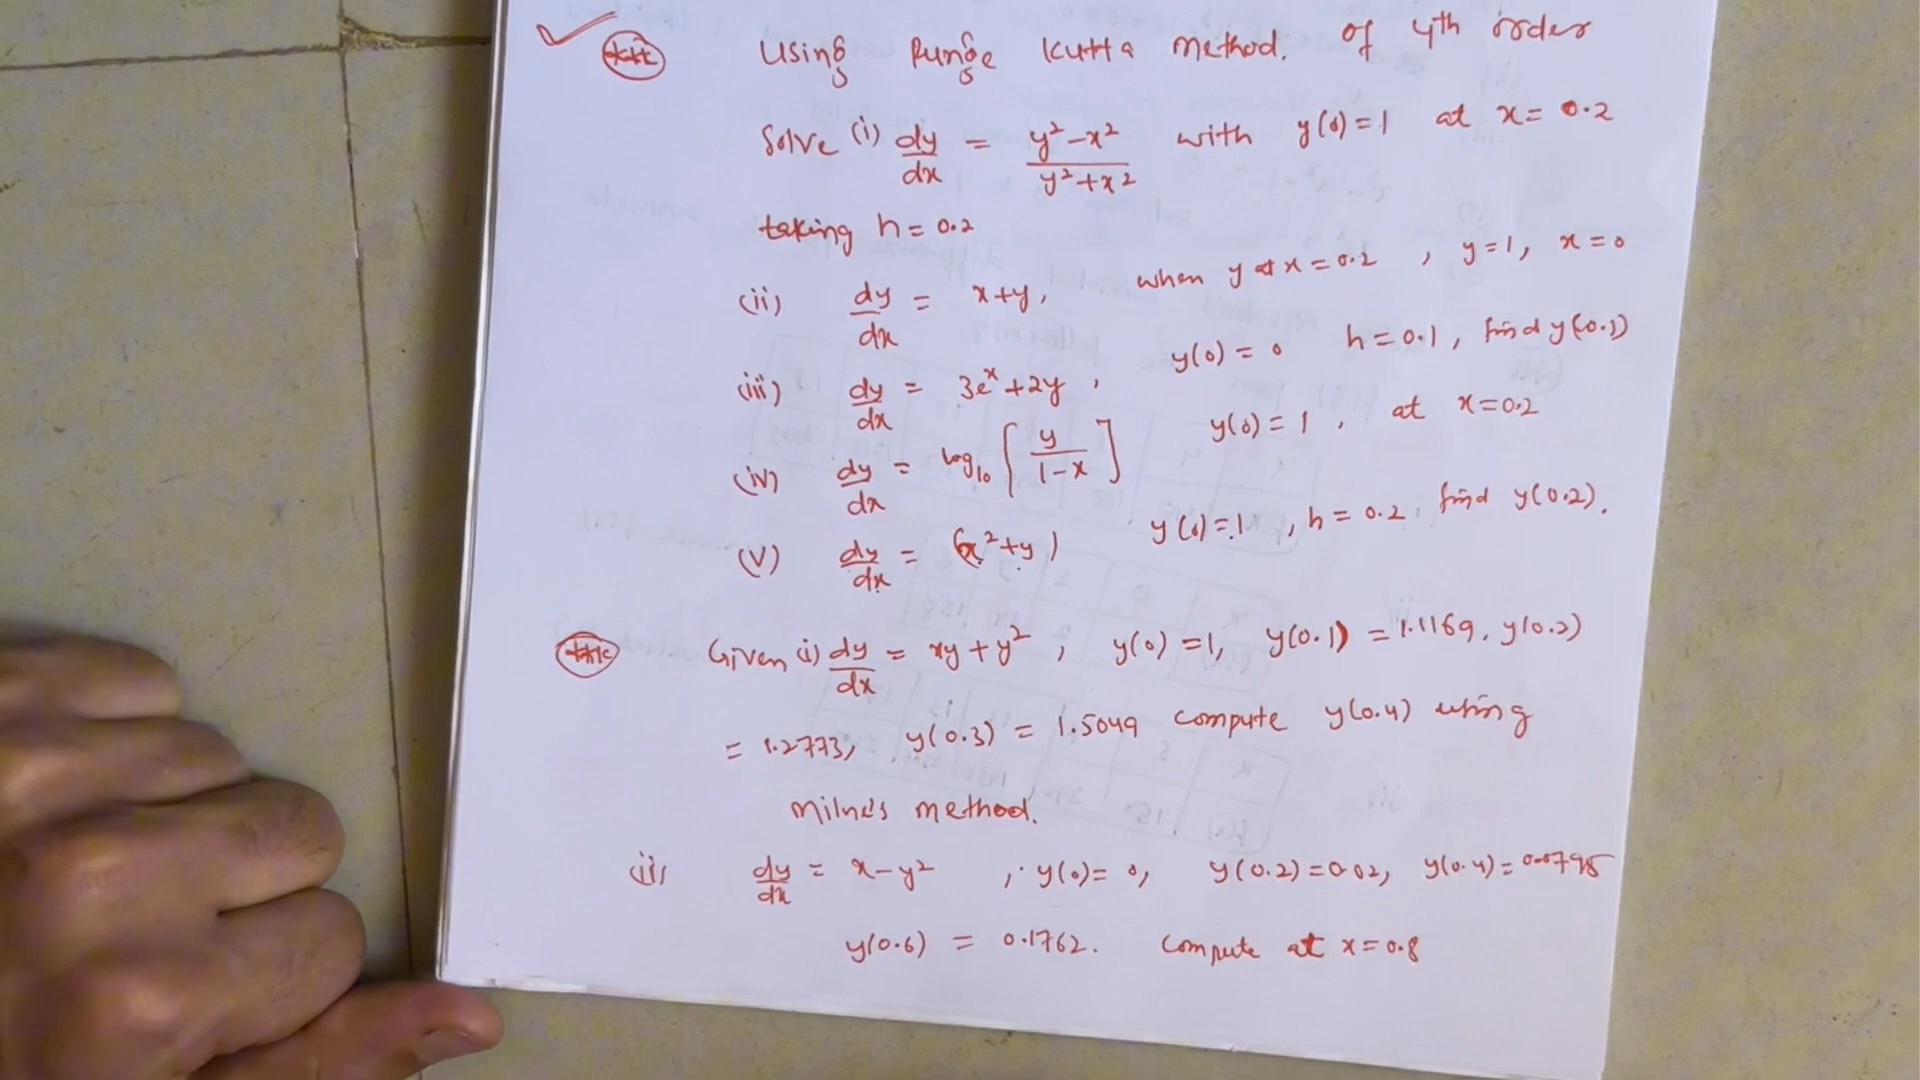 Using Runge Kutta method. of 4th order
Solve (i) dy/dx = y²-x²/y²+x² with y(0)=1 at x= 0.2
taking h= 0.2
(ii) dy/dx = x+y, when y at x=0.2 , y=1, x=0
(iii) dy/dx = 3eˣ+2y , y(0) = 0 h=0.1, find y(0.1)
(iv) dy/dx = log₁₀ [y/1-x] y(0)=1 , at x=0.2
(v) dy/dx = (x²+y) y(0)=1 , h= 0.2, find y(0.2).
Given (i) dy/dx = xy+y² , y(0)=1, y(0.1) = 1.1169, y(0.2)
= 1.2773, y(0.3) = 1.5049 compute y(0.4) using
Milne's method.
ii) dy/dx = x-y² , y(0)= 0, y(0.2)=0.02, y(0.4)= 0.0795
y(0.6) = 0.1762. Compute at x=0.8